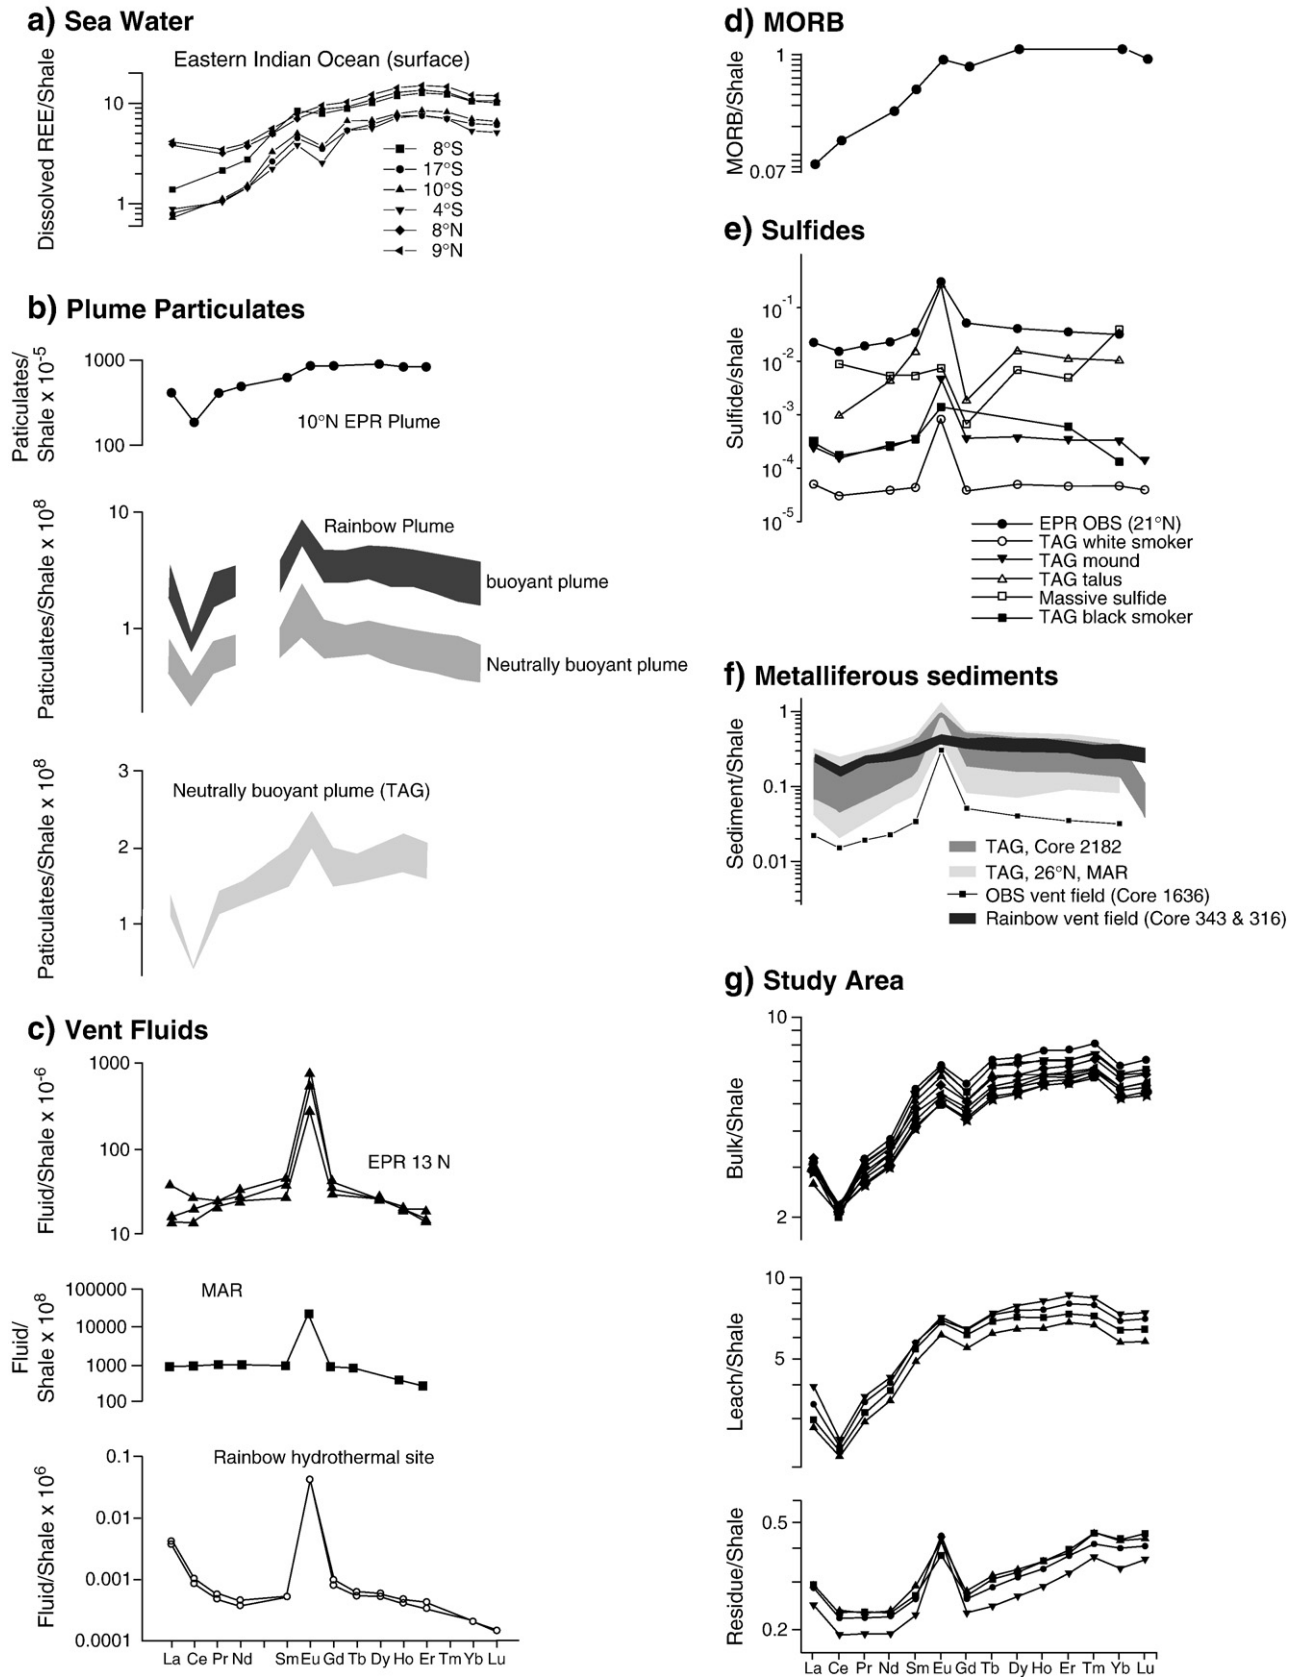 a) Sea Water
Eastern Indian Ocean (surface)
Dissolved REE/Shale
10
1
8°S
17°S
10°S
4°S
8°N
9°N
b) Plume Particulates
Paticulates/
Shale x 10-5
1000
100
10°N EPR Plume
Paticulates/Shale x 108
10
1
Rainbow Plume
buoyant plume
Neutrally buoyant plume
Paticulates/Shale x 108
3
2
1
Neutrally buoyant plume (TAG)
c) Vent Fluids
Fluid/Shale x 10-6
1000
100
10
EPR 13 N
Fluid/
Shale x 108
100000
10000
1000
100
MAR
Fluid/Shale x 106
0.1
0.01
0.001
0.0001
Rainbow hydrothermal site
La Ce Pr Nd Sm Eu Gd Tb Dy Ho Er Tm Yb Lu
d) MORB
MORB/Shale
1
0.07
e) Sulfides
Sulfide/shale
10-1
10-2
10-3
10-4
10-5
EPR OBS (21°N)
TAG white smoker
TAG mound
TAG talus
Massive sulfide
TAG black smoker
f) Metalliferous sediments
Sediment/Shale
1
0.1
0.01
TAG, Core 2182
TAG, 26°N, MAR
OBS vent field (Core 1636)
Rainbow vent field (Core 343 & 316)
g) Study Area
Bulk/Shale
10
2
Leach/Shale
10
5
Residue/Shale
0.5
0.2
La Ce Pr Nd Sm Eu Gd Tb Dy Ho Er Tm Yb Lu